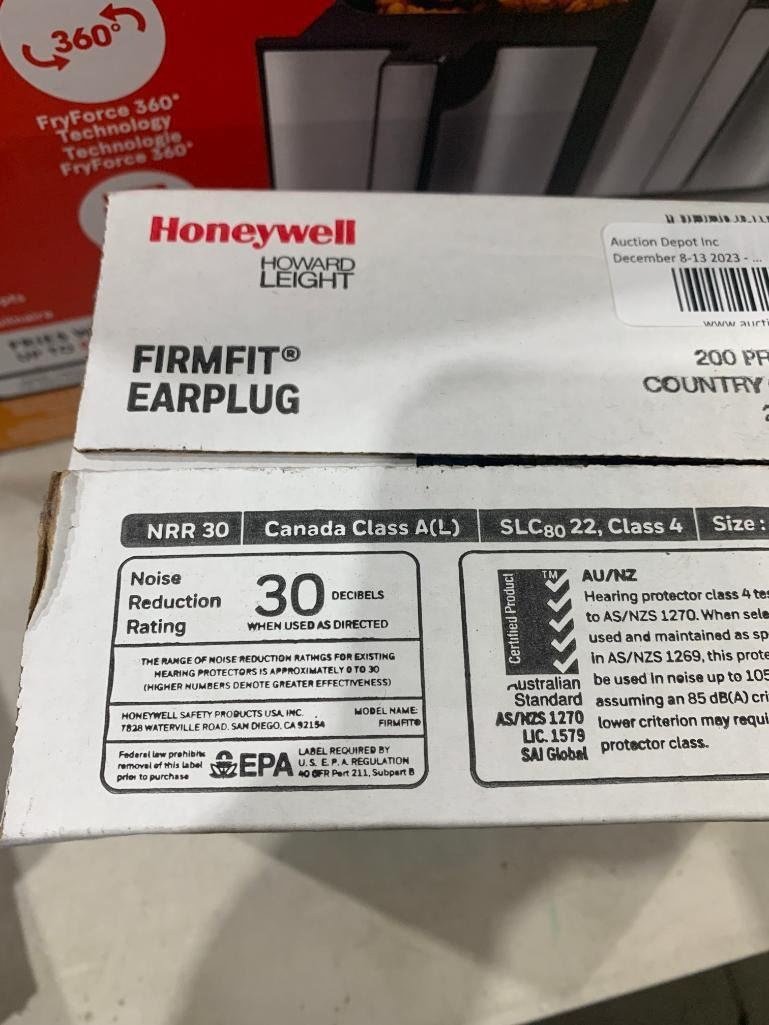 360°
FryForce 360°
Technology
Technologie
FryForce 360°
Honeywell
HOWARD
LEIGHT
Auction Depot Inc
December 8-13 2023 - ...
FIRMFIT®
EARPLUG
200 PR
COUNTRY
NRR 30 Canada Class A(L) SLC80 22, Class 4 Size:
Noise
Reduction
Rating
30 DECIBELS
WHEN USED AS DIRECTED
THE RANGE OF NOISE REDUCTION RATINGS FOR EXISTING
HEARING PROTECTORS IS APPROXIMATELY 0 TO 30
(HIGHER NUMBERS DENOTE GREATER EFFECTIVENESS)
HONEYWELL SAFETY PRODUCTS USA, INC.
7828 WATERVILLE ROAD, SAN DIEGO, CA 92154
MODEL NAME:
FIRMFIT®
Federal law prohibits
removal of this label
prior to purchase
EPA
LABEL REQUIRED BY
U.S. E.P.A. REGULATION
40 CFR Part 211, Subpart B
Certified Product
TM
Australian
Standard
AS/NZS 1270
LIC. 1579
SAI Global
AU/NZ
Hearing protector class 4 tes
to AS/NZS 1270. When sele
used and maintained as sp
in AS/NZS 1269, this prote
be used in noise up to 105
assuming an 85 dB(A) cri
lower criterion may requi
protector class.